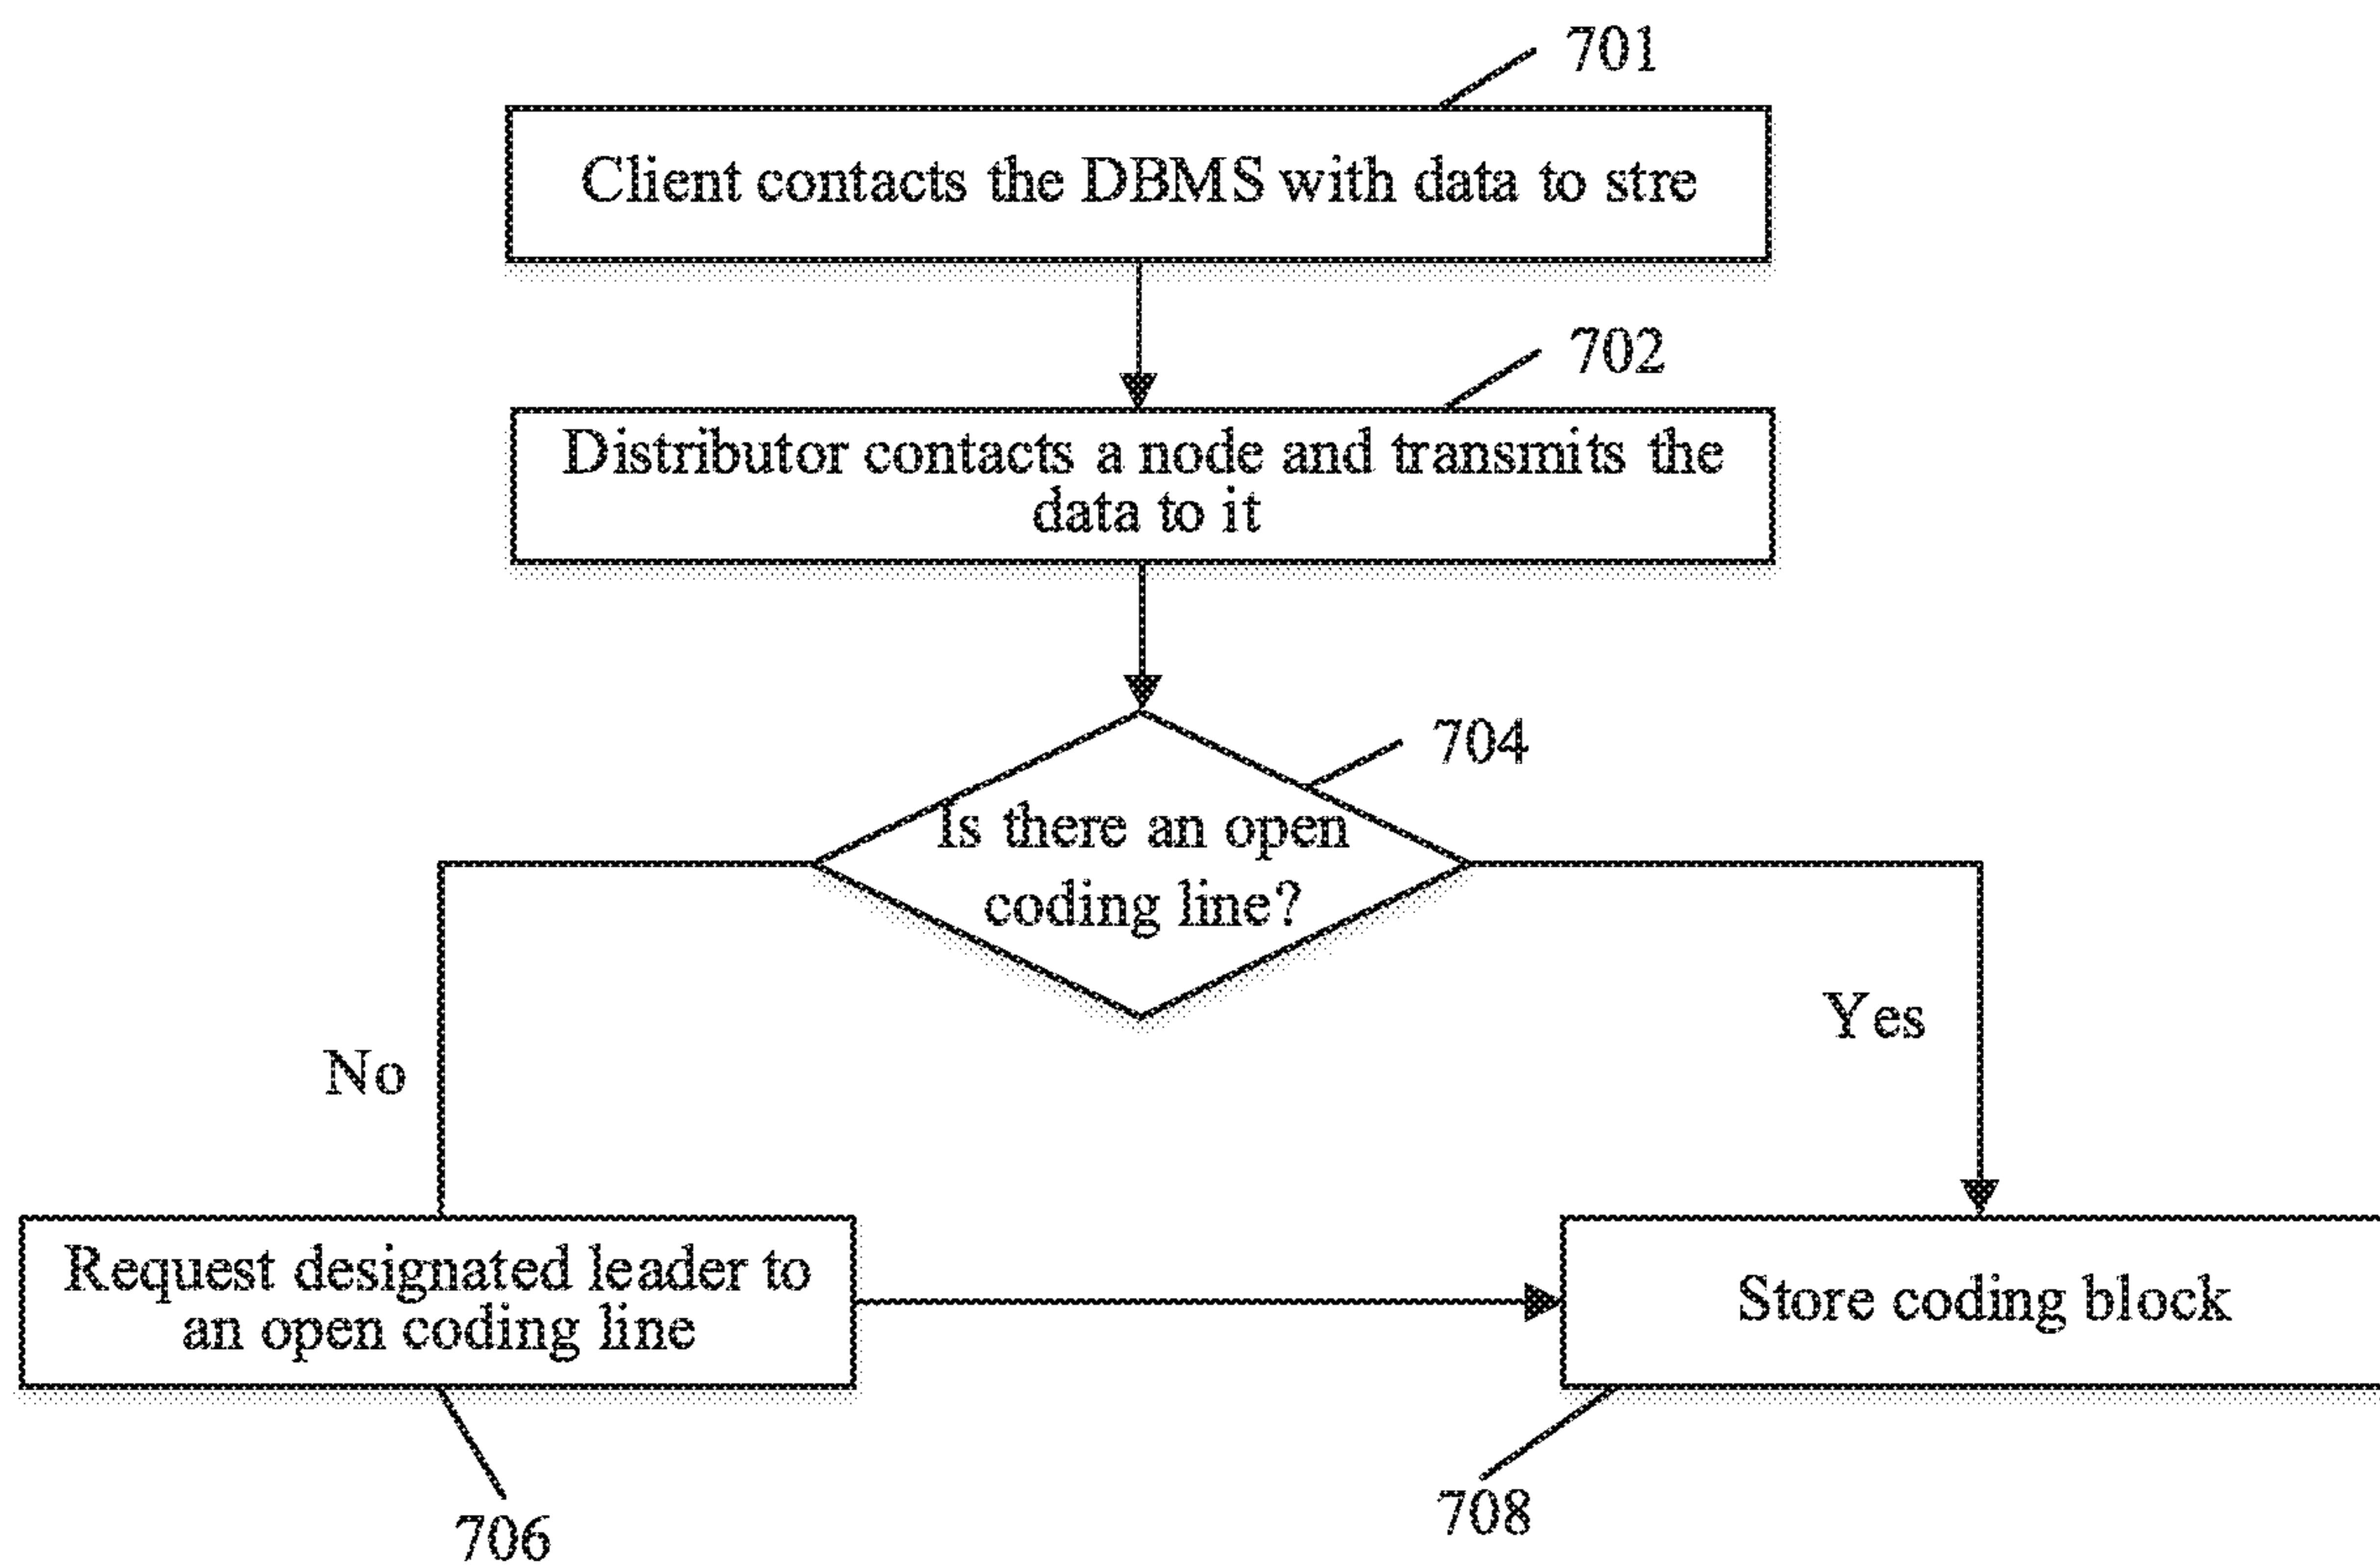 701
Client contacts the DBMS with data to stre
702
Distributor contacts a node and transmits the
data to it
704
Is there an open
coding line?
No
Yes
Request designated leader to
an open coding line
Store coding block
706
708